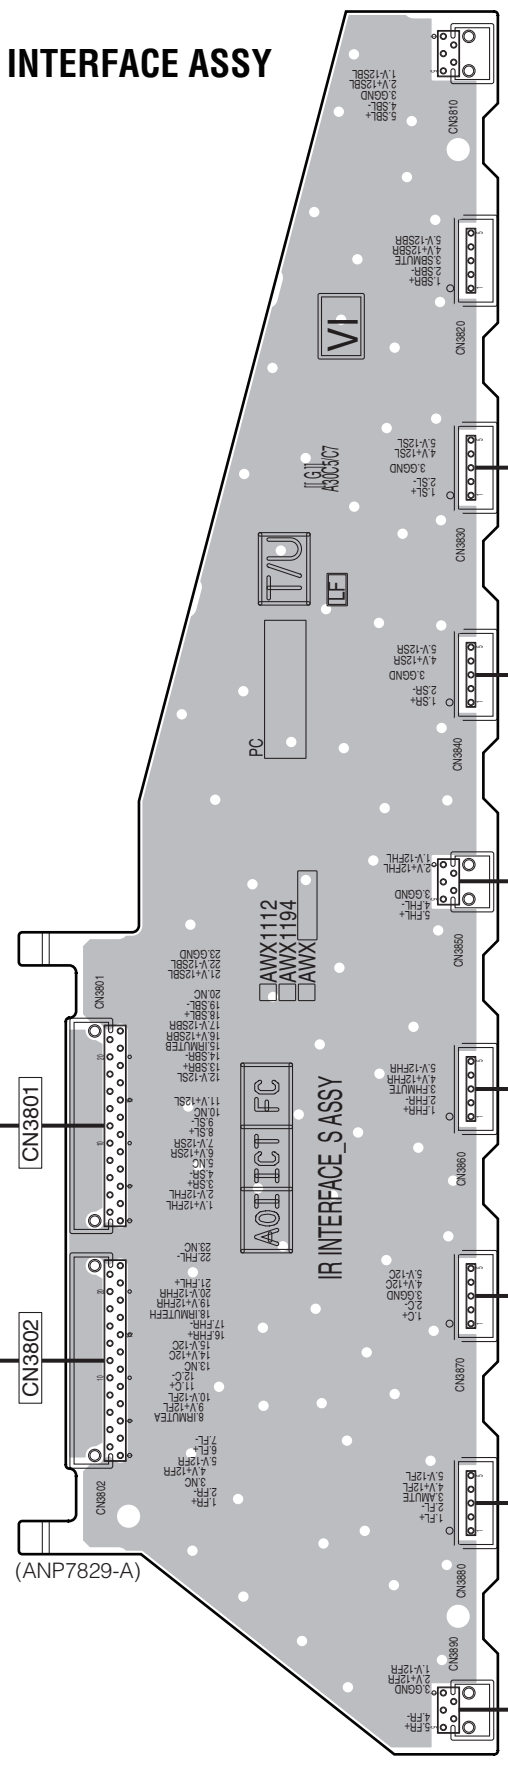 INTERFACE ASSY
1.V-12SBL
2.V+12SBL
3.GGND
4.SBL-
5.SBL+
CN3810
5.V-12SBR
4.V+12SBR
3.SBMUTE
2.SBR-
1.SBR+
CN3820
VI
5.V-12SL
4.V+12SL
3.GGND
2.SL-
1.SL+
CN3830
[[LG.]]
A30C5/C7
T/U
LF
5.V-12SR
4.V+12SR
3.GGND
2.SR-
1.SR+
CN3840
PC
1.V-12FHL
2.V+12FHL
3.GGND
4.FHL-
5.FHL+
CN3850
AWX1112
AWX1194
AWX
CN3801
23.GGND
22.V-12SBL
21.V+12SBL
20.NC
19.SBL-
18.SBL+
17.V-12SBR
16.V+12SBR
15.IRMUTEB
14.SBR-
13.SBR+
12.V-12SL
11.V+12SL
10.NC
9.SL-
8.SL+
7.V-12SR
6.V+12SR
5.NC
4.SR-
3.SR+
2.V-12FHL
1.V+12FHL
CN3801
AOIICT FC
IR INTERFACE_S ASSY
5.V-12FHR
4.V+12FHR
3.FHMUTE
2.FHR-
1.FHR+
CN3860
23.NC
22.FHL-
21.FHL+
20.V-12FHR
19.V+12FHR
18.IRMUTEFH
17.FHR-
16.FHR+
15.V-12C
14.V+12C
13.NC
12.C-
11.C+
10.V-12FL
9.V+12FL
8.IRMUTEA
7.FL-
6.FL+
5.V-12FR
4.V+12FR
3.NC
2.FR-
1.FR+
CN3802
CN3802
5.V-12C
4.V+12C
3.GGND
2.C-
1.C+
CN3870
5.V-12FL
4.V+12FL
3.AMUTE
2.FL-
1.FL+
CN3880
(ANP7829-A)
1.V-12FR
2.V+12FR
3.GGND
4.FR-
5.FR+
CN3890